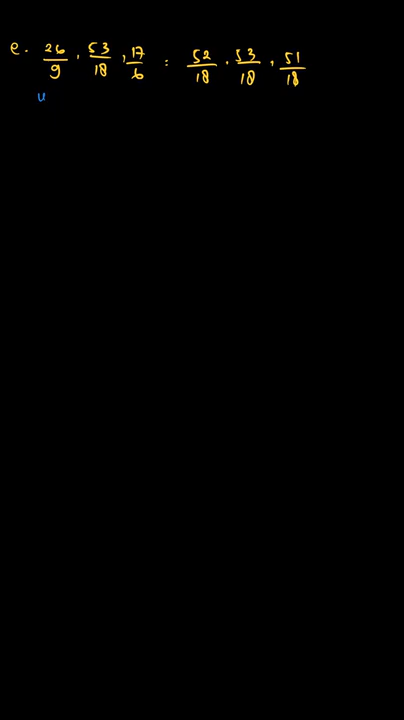 e. 26/9, 53/18, 17/6 = 52/18, 53/18, 51/18
u